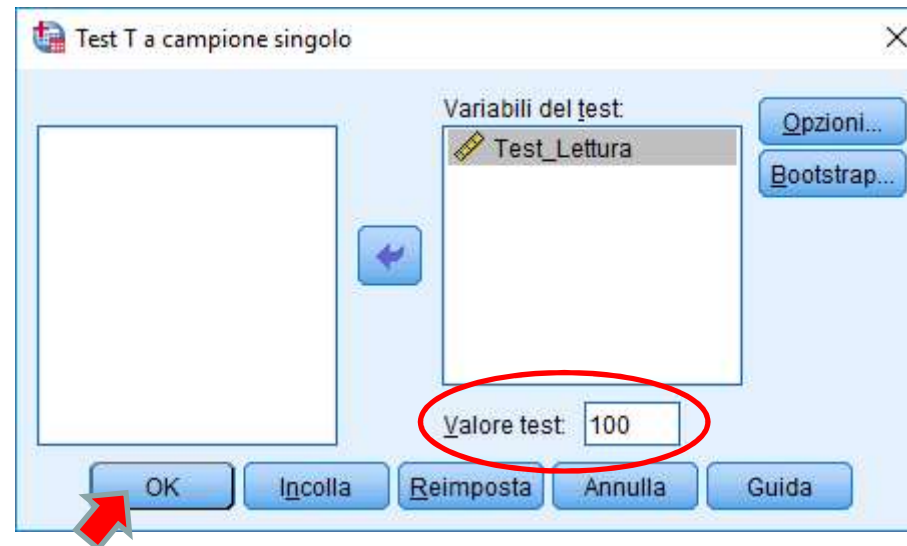 Test T a campione singolo
Variabili del test:
Test_Lettura
Opzioni...
Bootstrap...
Valore test: 100
OK Incolla Reimposta Annulla Guida